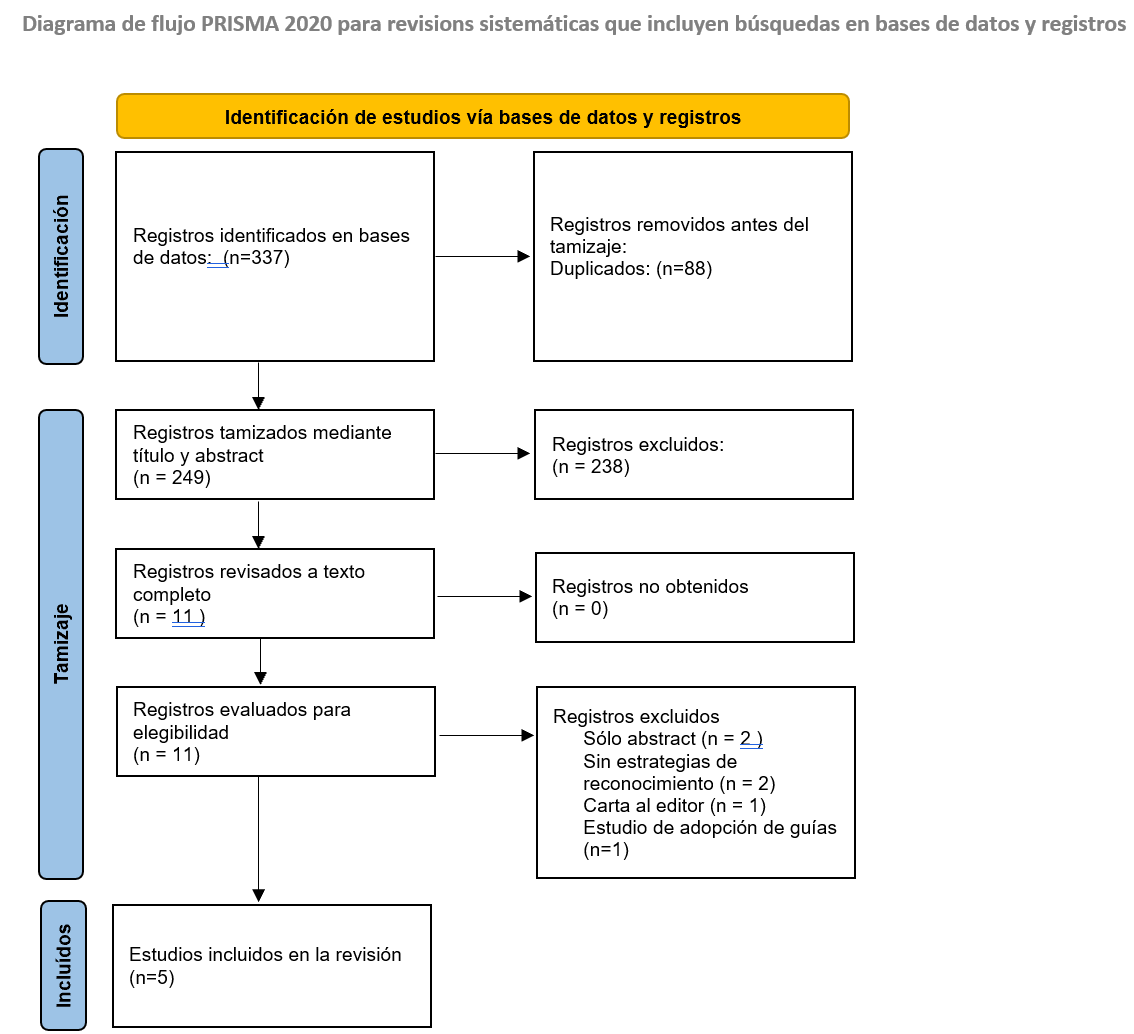 Diagrama de flujo PRISMA 2020 para revisions sistemáticas que incluyen búsquedas en bases de datos y registros
Identificación de estudios vía bases de datos y registros
Identificación
Registros identificados en bases
de datos:  (n=337)
Registros removidos antes del
tamizaje:
Duplicados: (n=88)
Tamizaje
Registros tamizados mediante
título y abstract
(n = 249)
Registros excluidos:
(n = 238)
Registros revisados a texto
completo
(n = 11 )
Registros no obtenidos
(n = 0)
Registros evaluados para
elegibilidad
(n = 11)
Registros excluidos
Sólo abstract (n = 2 )
Sin estrategias de
reconocimiento (n = 2)
Carta al editor (n = 1)
Estudio de adopción de guías
(n=1)
Incluídos
Estudios incluidos en la revisión
(n=5)